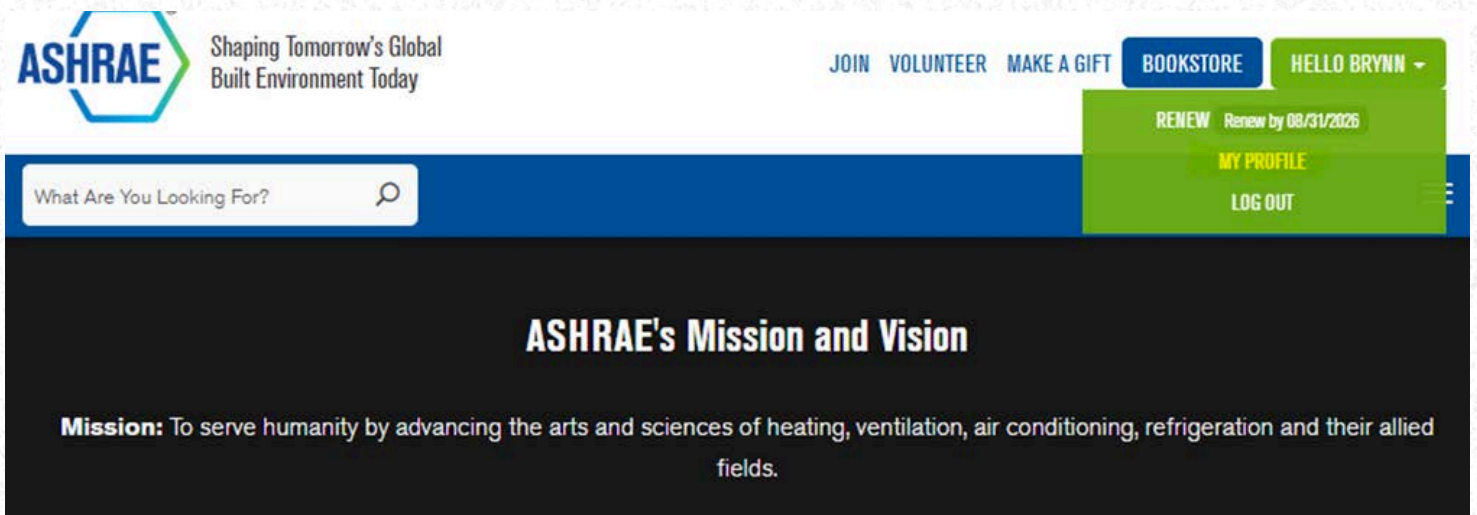 ASHRAE
Shaping Tomorrow's Global
Built Environment Today
JOIN VOLUNTEER MAKE A GIFT BOOKSTORE HELLO BRYNN
RENEW Renew by 08/31/2026
MY PROFILE
LOG OUT
What Are You Looking For?
ASHRAE's Mission and Vision
Mission: To serve humanity by advancing the arts and sciences of heating, ventilation, air conditioning, refrigeration and their allied
fields.